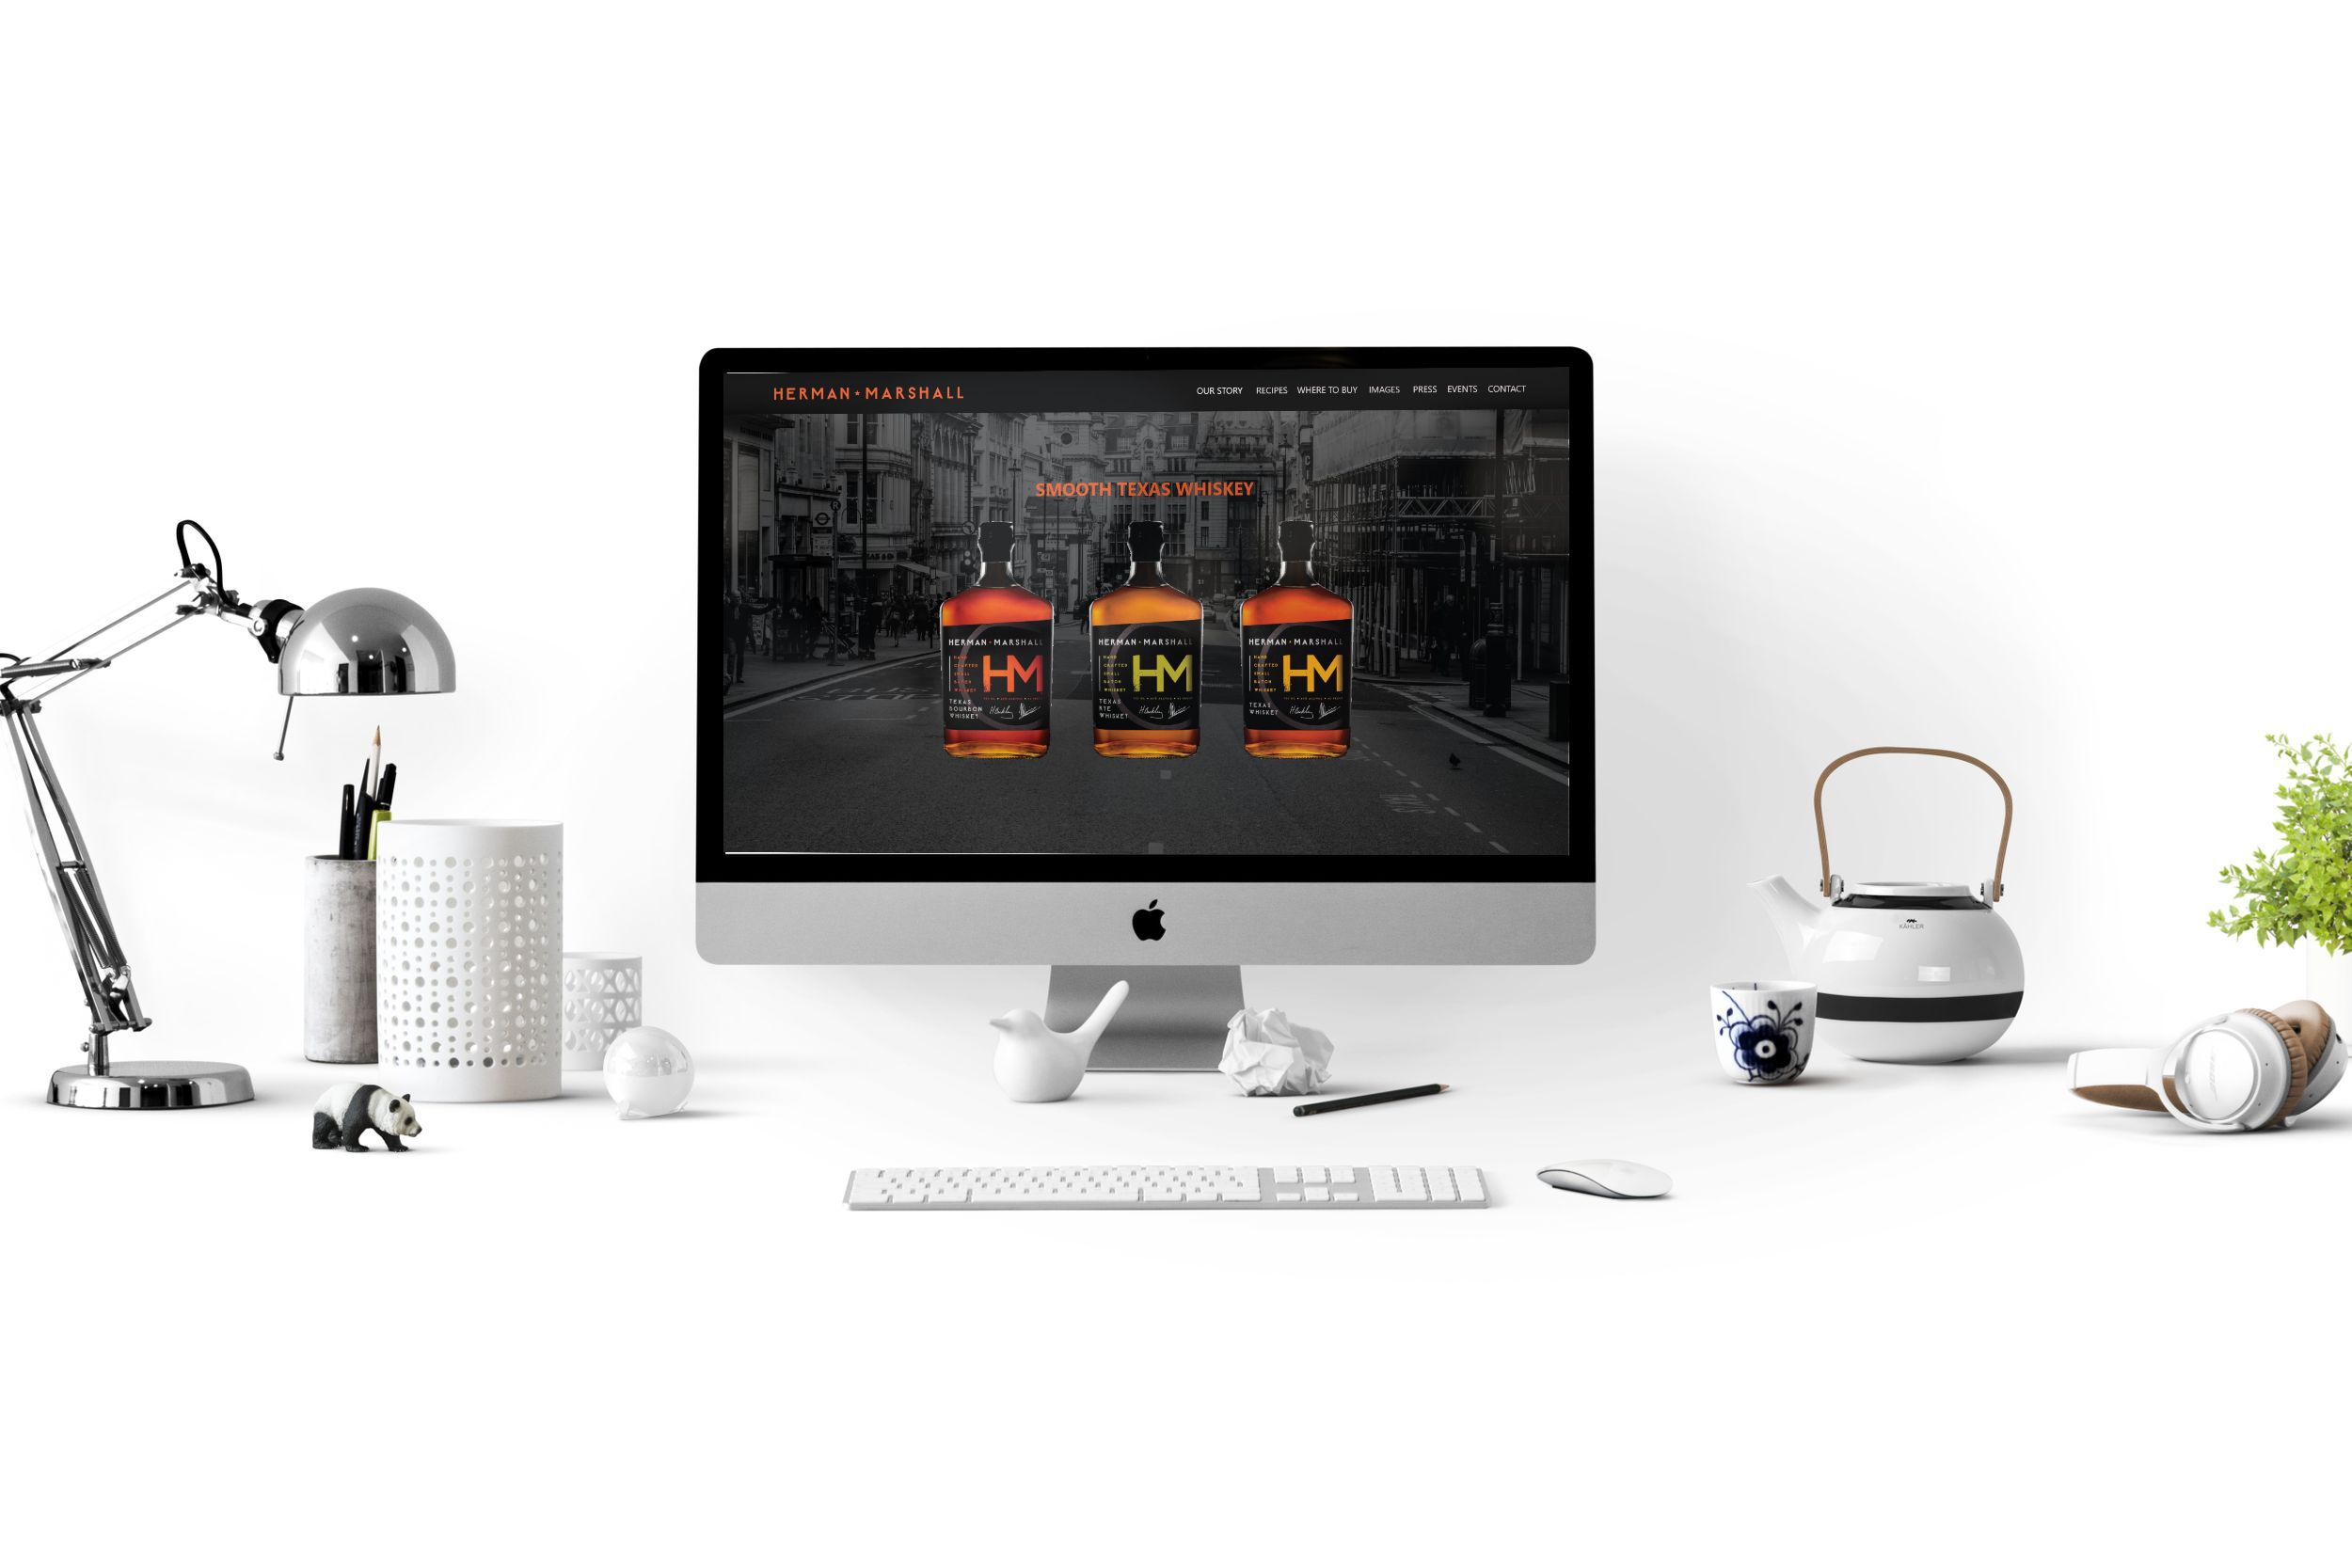 HERMAN ★ MARSHALL
OUR STORY RECIPES WHERE TO BUY IMAGES PRESS EVENTS CONTACT
SMOOTH TEXAS WHISKEY
HERMAN ★ MARSHALL
HAND
CRAFTED
SMALL
BATCH
WHISKEY
HM
TEXAS
BOURBON
WHISKEY
HERMAN ★ MARSHALL
HAND
CRAFTED
SMALL
BATCH
WHISKEY
HM
TEXAS
RYE
WHISKEY
HERMAN ★ MARSHALL
HAND
CRAFTED
SMALL
BATCH
WHISKEY
HM
TEXAS
WHISKEY
KÄHLER